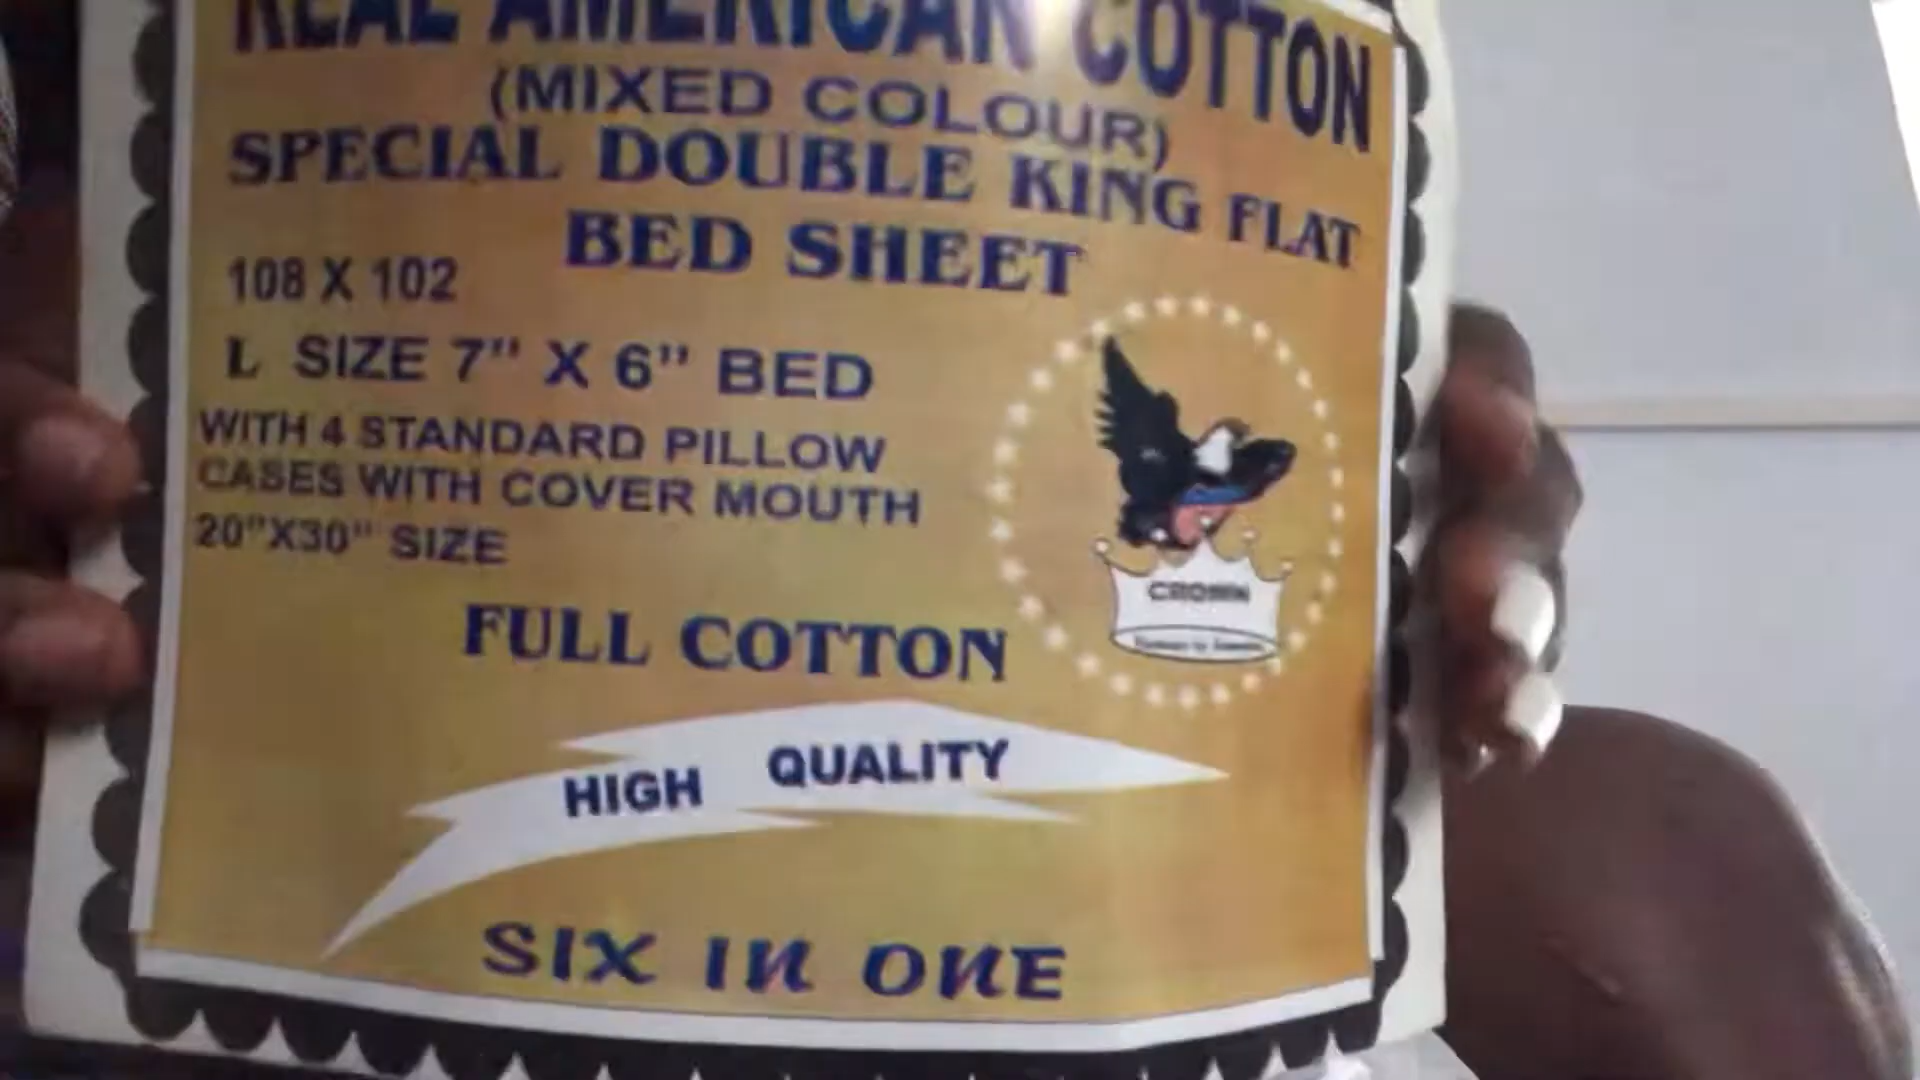 REAL AMERICAN COTTON
(MIXED COLOUR)
SPECIAL DOUBLE KING FLAT
BED SHEET
108 X 102
L SIZE 7" X 6" BED
WITH 4 STANDARD PILLOW
CASES WITH COVER MOUTH
20"X30" SIZE
CROWN
FULL COTTON
HIGH QUALITY
SIX IN ONE